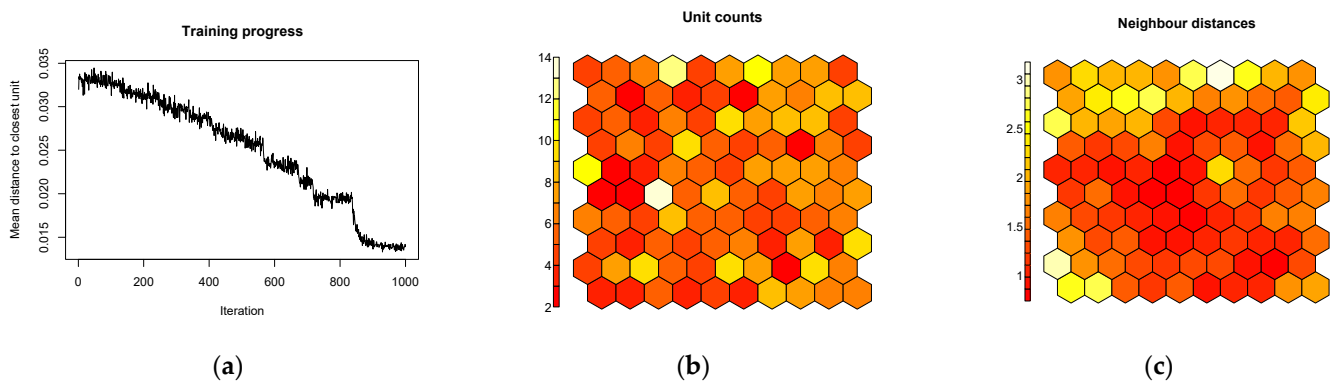 Training progress
Mean distance to closest unit
0.035
0.030
0.025
0.020
0.015
0 200 400 600 800 1000
Iteration
(a)
Unit counts
14
12
10
8
6
4
2
(b)
Neighbour distances
3
2.5
2
1.5
1
(c)